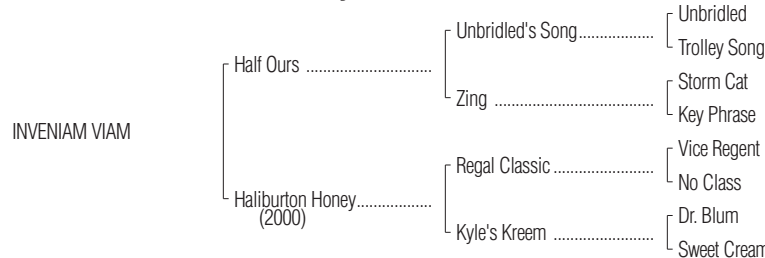 Unbridled
Unbridled's Song..................
Trolley Song
Half Ours ..............................
Storm Cat
Zing ......................................
Key Phrase
INVENIAM VIAM
Vice Regent
Regal Classic .........................
No Class
Haliburton Honey..................
(2000)
Dr. Blum
Kyle's Kreem ........................
Sweet Cream